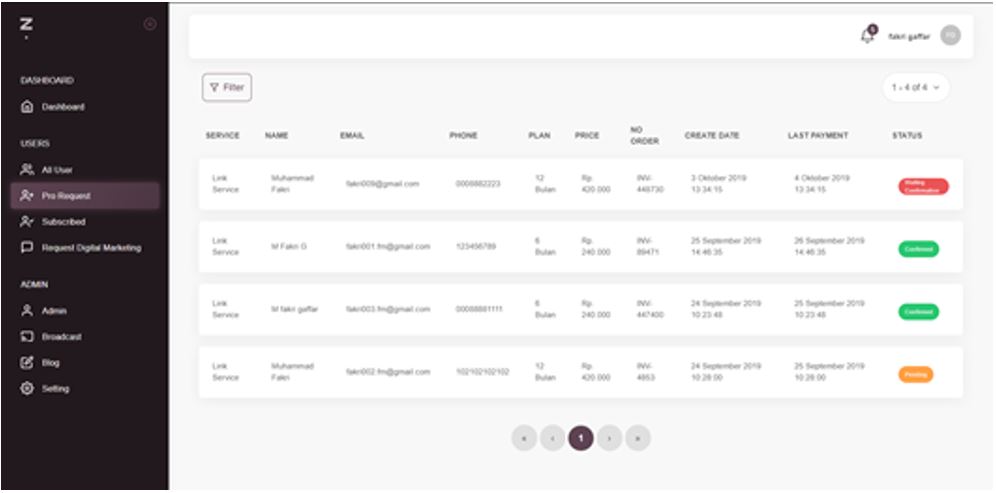 Z
5
fakri gaffar
FG
DASHBOARD
Dashboard
USERS
All User
Pro Request
Subscribed
Request Digital Marketing
ADMIN
Admin
Broadcast
Blog
Setting
Filter
1 - 4 of 4
SERVICE NAME EMAIL PHONE PLAN PRICE NO CREATE DATE LAST PAYMENT STATUS
ORDER
Link Muhammad fakri009@gmail.com 0008882223 12 Rp. INV- 3 Oktober 2019 4 Oktober 2019 Waiting
Service Fakri Bulan 420.000 448730 13:34:15 13:34:15 Confirmation
Link M Fakri G fakri001.fm@gmail.com 123456789 6 Rp. INV- 25 September 2019 26 September 2019 Confirmed
Service Bulan 240.000 89471 14:46:35 14:46:35
Link M fakri gaffar fakri003.fm@gmail.com 00088881111 6 Rp. INV- 24 September 2019 25 September 2019 Confirmed
Service Bulan 240.000 447400 10:23:48 10:23:48
Link Muhammad fakri002.fm@gmail.com 102102102102 12 Rp. INV- 24 September 2019 25 September 2019 Pending
Service Fakri Bulan 420.000 4853 10:28:00 10:28:00
« ‹ 1 › »